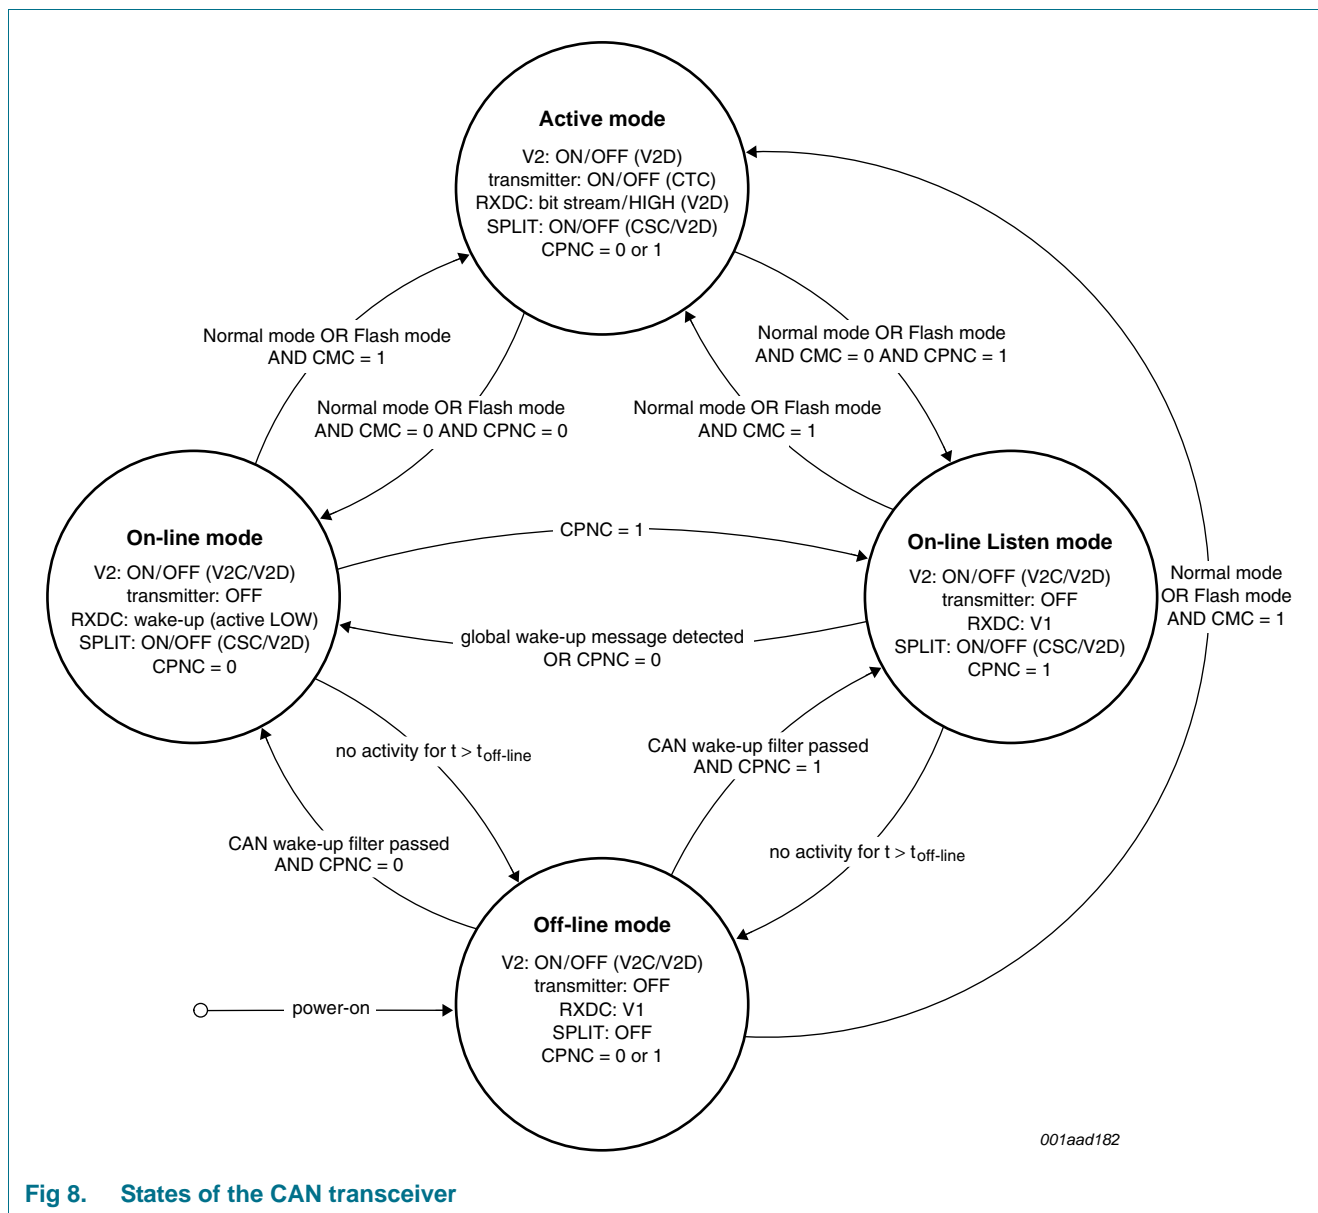 Active mode
V2: ON/OFF (V2D)
transmitter: ON/OFF (CTC)
RXDC: bit stream/HIGH (V2D)
SPLIT: ON/OFF (CSC/V2D)
CPNC = 0 or 1
Normal mode OR Flash mode
AND CMC = 1
Normal mode OR Flash mode
AND CMC = 0 AND CPNC = 1
Normal mode OR Flash mode
AND CMC = 0 AND CPNC = 0
Normal mode OR Flash mode
AND CMC = 1
On-line mode
V2: ON/OFF (V2C/V2D)
transmitter: OFF
RXDC: wake-up (active LOW)
SPLIT: ON/OFF (CSC/V2D)
CPNC = 0
CPNC = 1
On-line Listen mode
V2: ON/OFF (V2C/V2D)
transmitter: OFF
RXDC: V1
SPLIT: ON/OFF (CSC/V2D)
CPNC = 1
Normal mode
OR Flash mode
AND CMC = 1
global wake-up message detected
OR CPNC = 0
no activity for t > toff-line
CAN wake-up filter passed
AND CPNC = 1
CAN wake-up filter passed
AND CPNC = 0
no activity for t > toff-line
Off-line mode
V2: ON/OFF (V2C/V2D)
transmitter: OFF
RXDC: V1
SPLIT: OFF
CPNC = 0 or 1
power-on
001aad182
Fig 8. States of the CAN transceiver